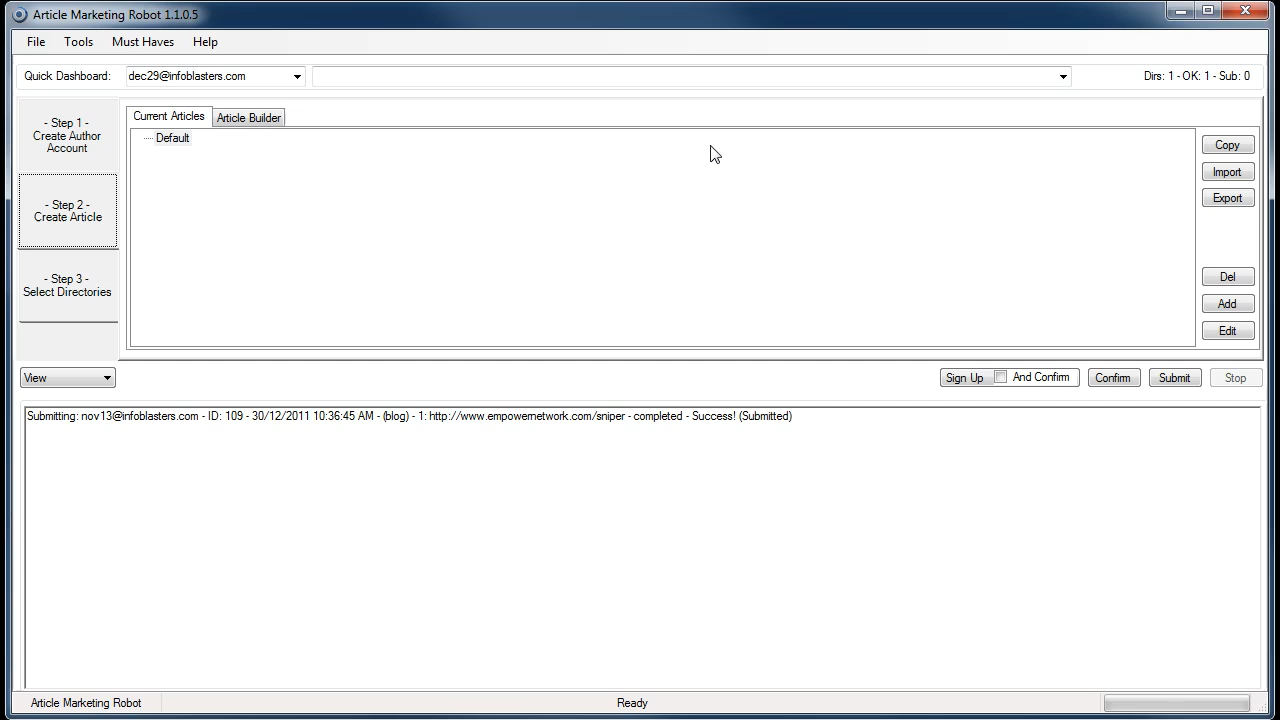 Article Marketing Robot 1.1.0.5
File Tools Must Haves Help
Quick Dashboard: dec29@infoblasters.com Dirs: 1 - OK: 1 - Sub: 0
- Step 1 -
Create Author
Account
- Step 2 -
Create Article
- Step 3 -
Select Directories
Current Articles Article Builder
Default
Copy
Import
Export
Del
Add
Edit
View Sign Up And Confirm Confirm Submit Stop
Submitting: nov13@infoblasters.com - ID: 109 - 30/12/2011 10:36:45 AM - (blog) - 1: http://www.empowernetwork.com/sniper - completed - Success! (Submitted)
Article Marketing Robot Ready